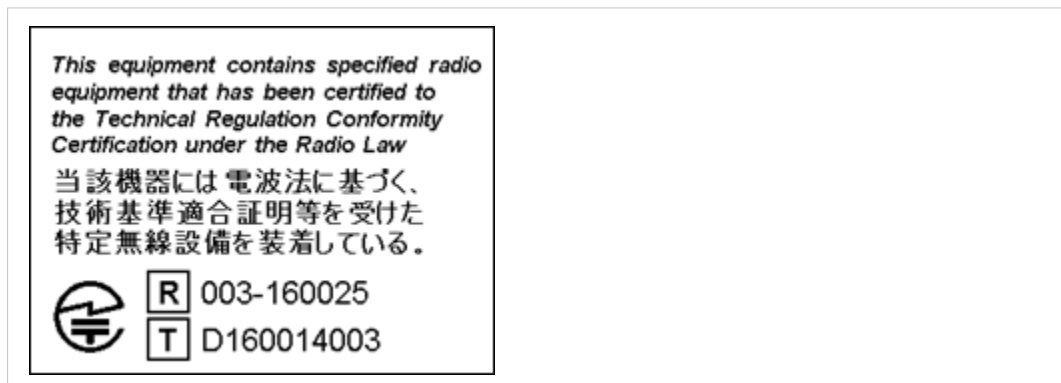 This equipment contains specified radio
equipment that has been certified to
the Technical Regulation Conformity
Certification under the Radio Law
当該機器には電波法に基づく、
技術基準適合証明等を受けた
特定無線設備を装着している。
R 003-160025
T D160014003